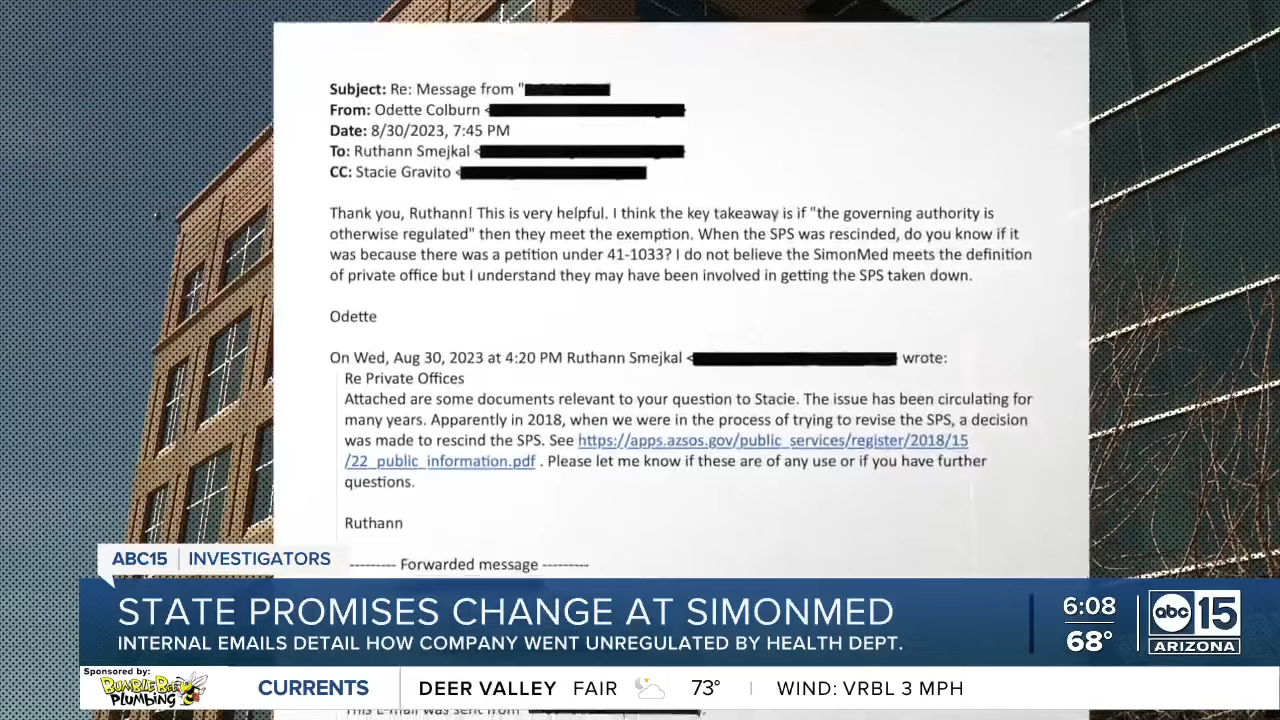 Subject: Re: Message from "
From: Odette Colburn <
Date: 8/30/2023, 7:45 PM
To: Ruthann Smejkal <
CC: Stacie Gravito <
Thank you, Ruthann! This is very helpful. I think the key takeaway is if "the governing authority is
otherwise regulated" then they meet the exemption. When the SPS was rescinded, do you know if it
was because there was a petition under 41-1033? I do not believe the SimonMed meets the definition
of private office but I understand they may have been involved in getting the SPS taken down.
Odette
On Wed, Aug 30, 2023 at 4:20 PM Ruthann Smejkal < wrote:
Re Private Offices
Attached are some documents relevant to your question to Stacie. The issue has been circulating for
many years. Apparently in 2018, when we were in the process of trying to revise the SPS, a decision
was made to rescind the SPS. See https://apps.azsos.gov/public_services/register/2018/15
/22_public_information.pdf . Please let me know if these are of any use or if you have further
questions.
Ruthann
--------- Forwarded message ---------
ABC15 | INVESTIGATORS
STATE PROMISES CHANGE AT SIMONMED
INTERNAL EMAILS DETAIL HOW COMPANY WENT UNREGULATED BY HEALTH DEPT.
6:08
68°
abc 15
ARIZONA
Sponsored by:
BUMBLE BEE
PLUMBING
CURRENTS
DEER VALLEY FAIR 73° WIND: VRBL 3 MPH
This E-mail was sent from